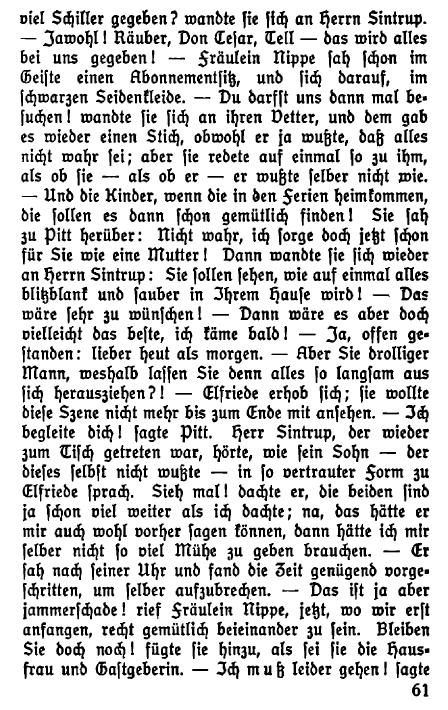 viel Schiller gegeben? wandte sie sich an Herrn Sintrup.
— Jawohl! Räuber, Don Cesar, Tell — das wird alles
bei uns gegeben! — Fräulein Nippe sah schon im
Geiste einen Abonnementsitz, und sich darauf, im
schwarzen Seidenkleide. — Du darfst uns dann mal be-
suchen! wandte sie sich an ihren Vetter, und dem gab
es wieder einen Stich, obwohl er ja wußte, daß alles
nicht wahr sei; aber sie redete auf einmal so zu ihm,
als ob sie — als ob er — er wußte selber nicht wie.
— Und die Kinder, wenn die in den Ferien heimkommen,
die sollen es dann schon gemütlich finden! Sie sah
zu Pitt herüber: Nicht wahr, ich sorge doch jetzt schon
für Sie wie eine Mutter! Dann wandte sie sich wieder
an Herrn Sintrup: Sie sollen sehen, wie auf einmal alles
blitzblank und sauber in Ihrem Hause wird! — Das
wäre sehr zu wünschen! — Dann wäre es aber doch
vielleicht das beste, ich käme bald! — Ja, offen ge-
standen: lieber heut als morgen. — Aber Sie drolliger
Mann, weshalb lassen Sie denn alles so langsam aus
sich herausziehen?! — Elfriede erhob sich; sie wollte
diese Szene nicht mehr bis zum Ende mit ansehen. — Ich
begleite dich! sagte Pitt. Herr Sintrup, der wieder
zum Tisch getreten war, hörte, wie sein Sohn — der
dieses selbst nicht wußte — in so vertrauter Form zu
Elfriede sprach. Sieh mal! dachte er, die beiden sind
ja schon viel weiter als ich dachte; na, das hätte er
mir auch wohl vorher sagen können, dann hätte ich mir
selber nicht so viel Mühe zu geben brauchen. — Er
sah nach seiner Uhr und fand die Zeit genügend vorge-
schritten, um selber aufzubrechen. — Das ist ja aber
jammerschade! rief Fräulein Nippe, jetzt, wo wir erst
anfangen, recht gemütlich beieinander zu sein. Bleiben
Sie doch noch! fügte sie hinzu, als sei sie die Haus-
frau und Gastgeberin. — Ich muß leider gehen! sagte
61